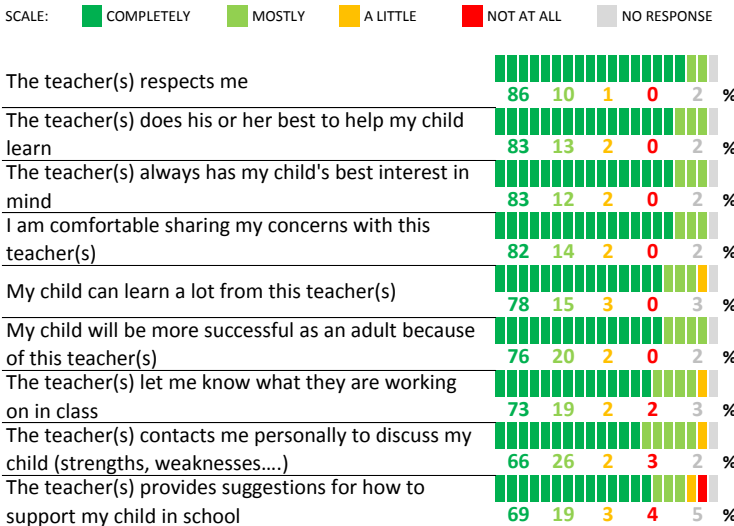 SCALE: COMPLETELY MOSTLY A LITTLE NOT AT ALL NO RESPONSE
The teacher(s) respects me
86 10 1 0 2 %
The teacher(s) does his or her best to help my child
learn
83 13 2 0 2 %
The teacher(s) always has my child's best interest in
mind
83 12 2 0 2 %
I am comfortable sharing my concerns with this
teacher(s)
82 14 2 0 2 %
My child can learn a lot from this teacher(s)
78 15 3 0 3 %
My child will be more successful as an adult because
of this teacher(s)
76 20 2 0 2 %
The teacher(s) let me know what they are working
on in class
73 19 2 2 3 %
The teacher(s) contacts me personally to discuss my
child (strengths, weaknesses....)
66 26 2 3 2 %
The teacher(s) provides suggestions for how to
support my child in school
69 19 3 4 5 %